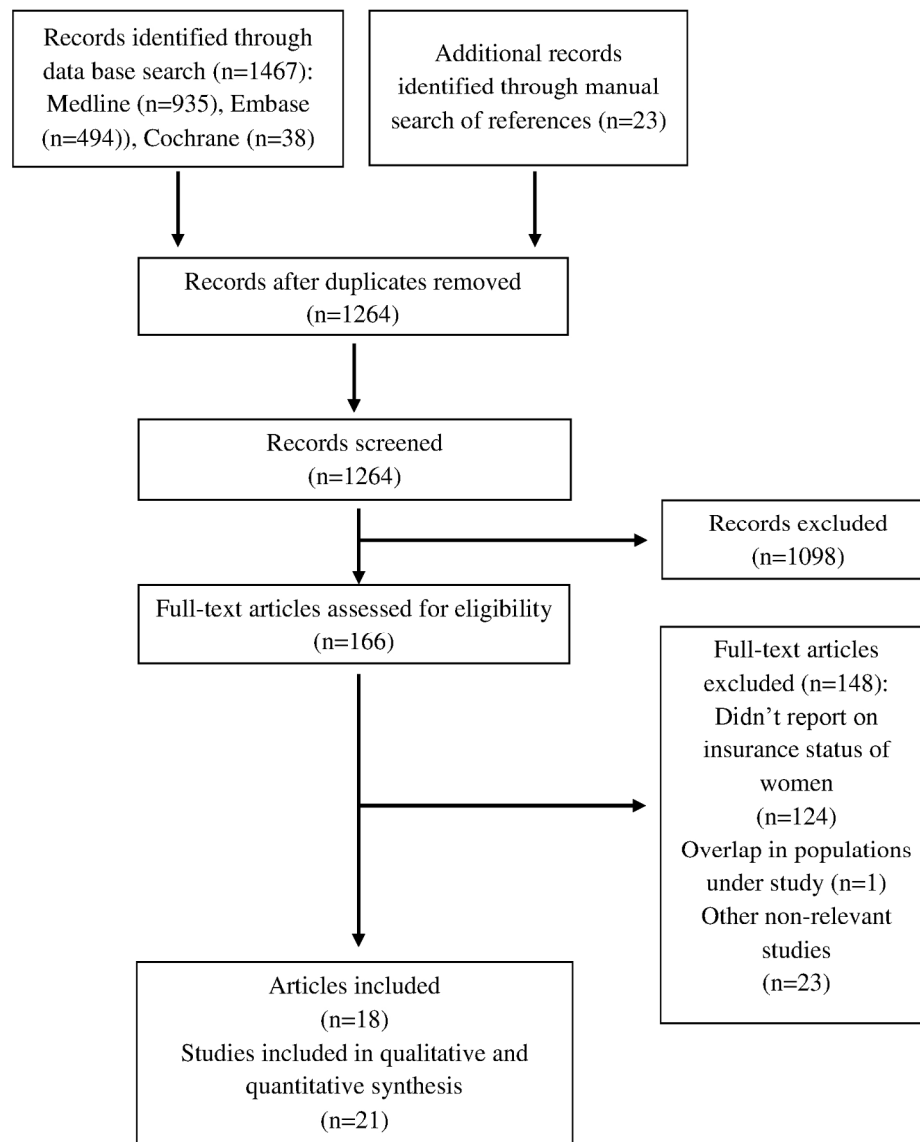 Records identified through
data base search (n=1467):
Medline (n=935), Embase
(n=494)), Cochrane (n=38)
Additional records
identified through manual
search of references (n=23)
Records after duplicates removed
(n=1264)
Records screened
(n=1264)
Records excluded
(n=1098)
Full-text articles assessed for eligibility
(n=166)
Full-text articles
excluded (n=148):
Didn't report on
insurance status of
women
(n=124)
Overlap in populations
under study (n=1)
Other non-relevant
studies
(n=23)
Articles included
(n=18)
Studies included in qualitative and
quantitative synthesis
(n=21)